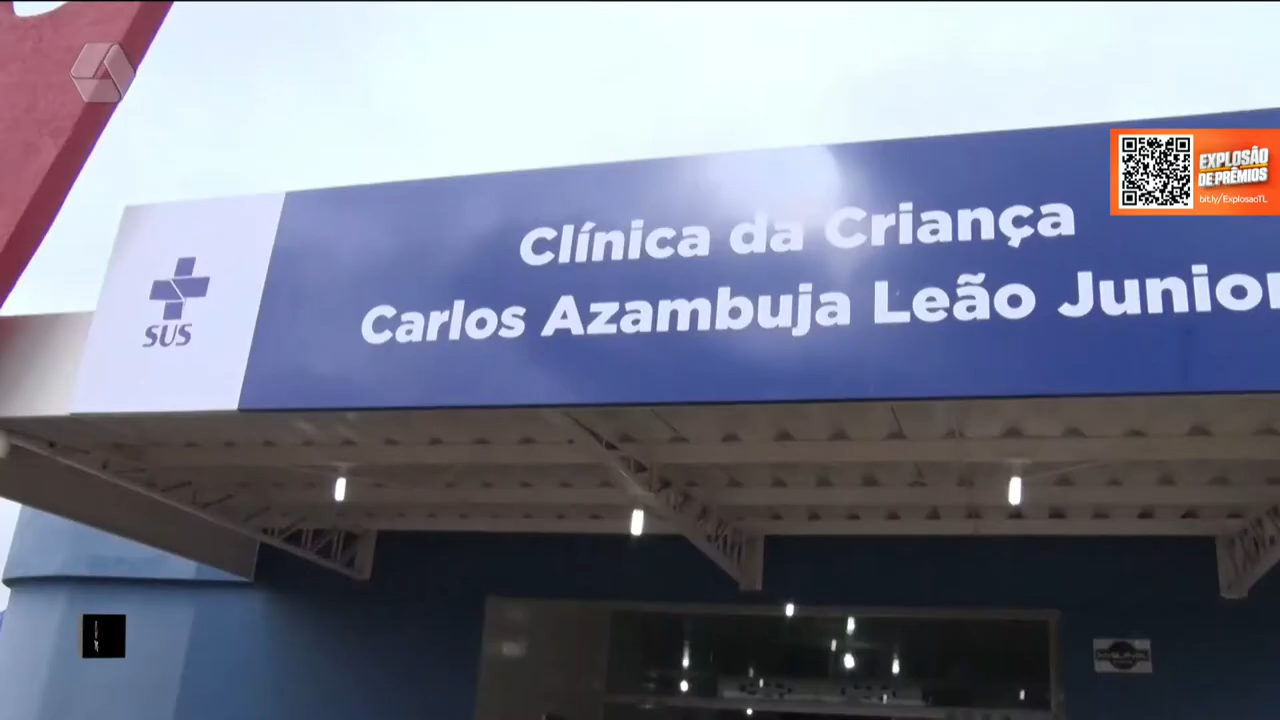 Clínica da Criança
Carlos Azambuja Leão Junior
SUS
EXPLOSÃO
DE PRÊMIOS
bit.ly/ExplosaoTL